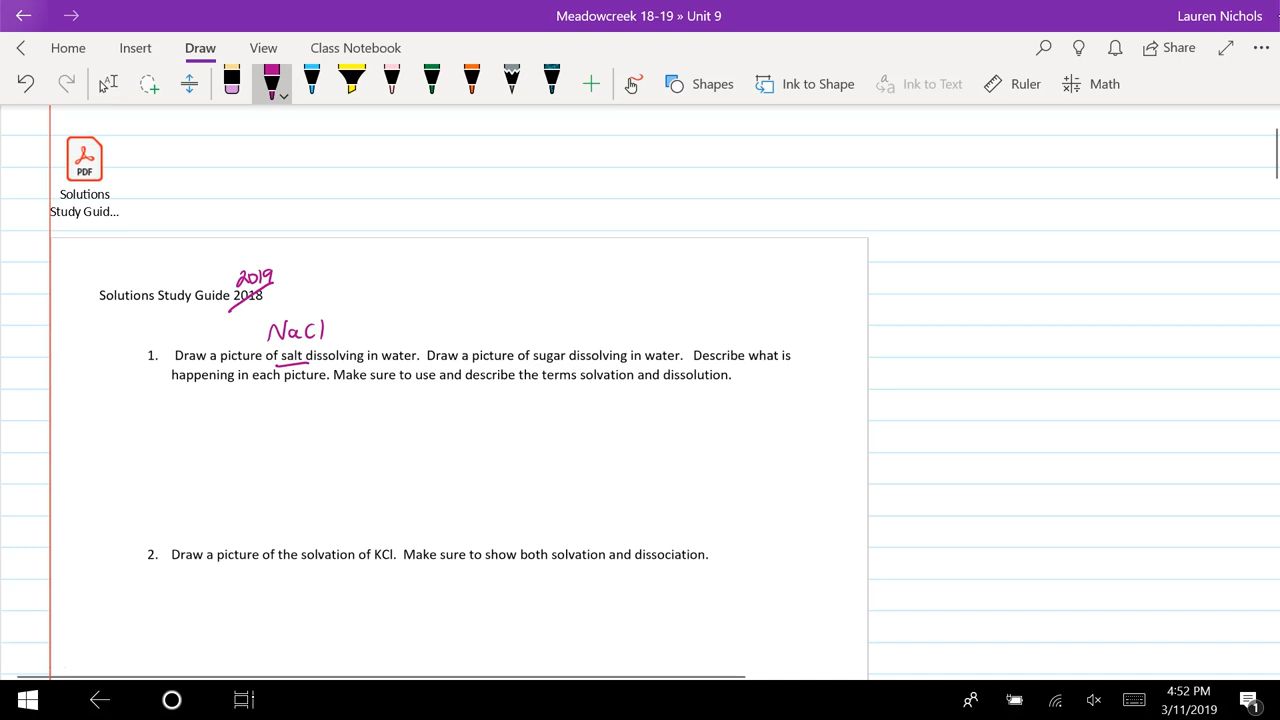 Meadowcreek 18-19 » Unit 9
Lauren Nichols
Home Insert Draw View Class Notebook
Share
Shapes Ink to Shape Ink to Text Ruler Math
PDF
Solutions
Study Guid...
2019
Solutions Study Guide 2018
NaCl
1. Draw a picture of salt dissolving in water. Draw a picture of sugar dissolving in water. Describe what is
happening in each picture. Make sure to use and describe the terms solvation and dissolution.
2. Draw a picture of the solvation of KCl. Make sure to show both solvation and dissociation.
4:52 PM
3/11/2019
1